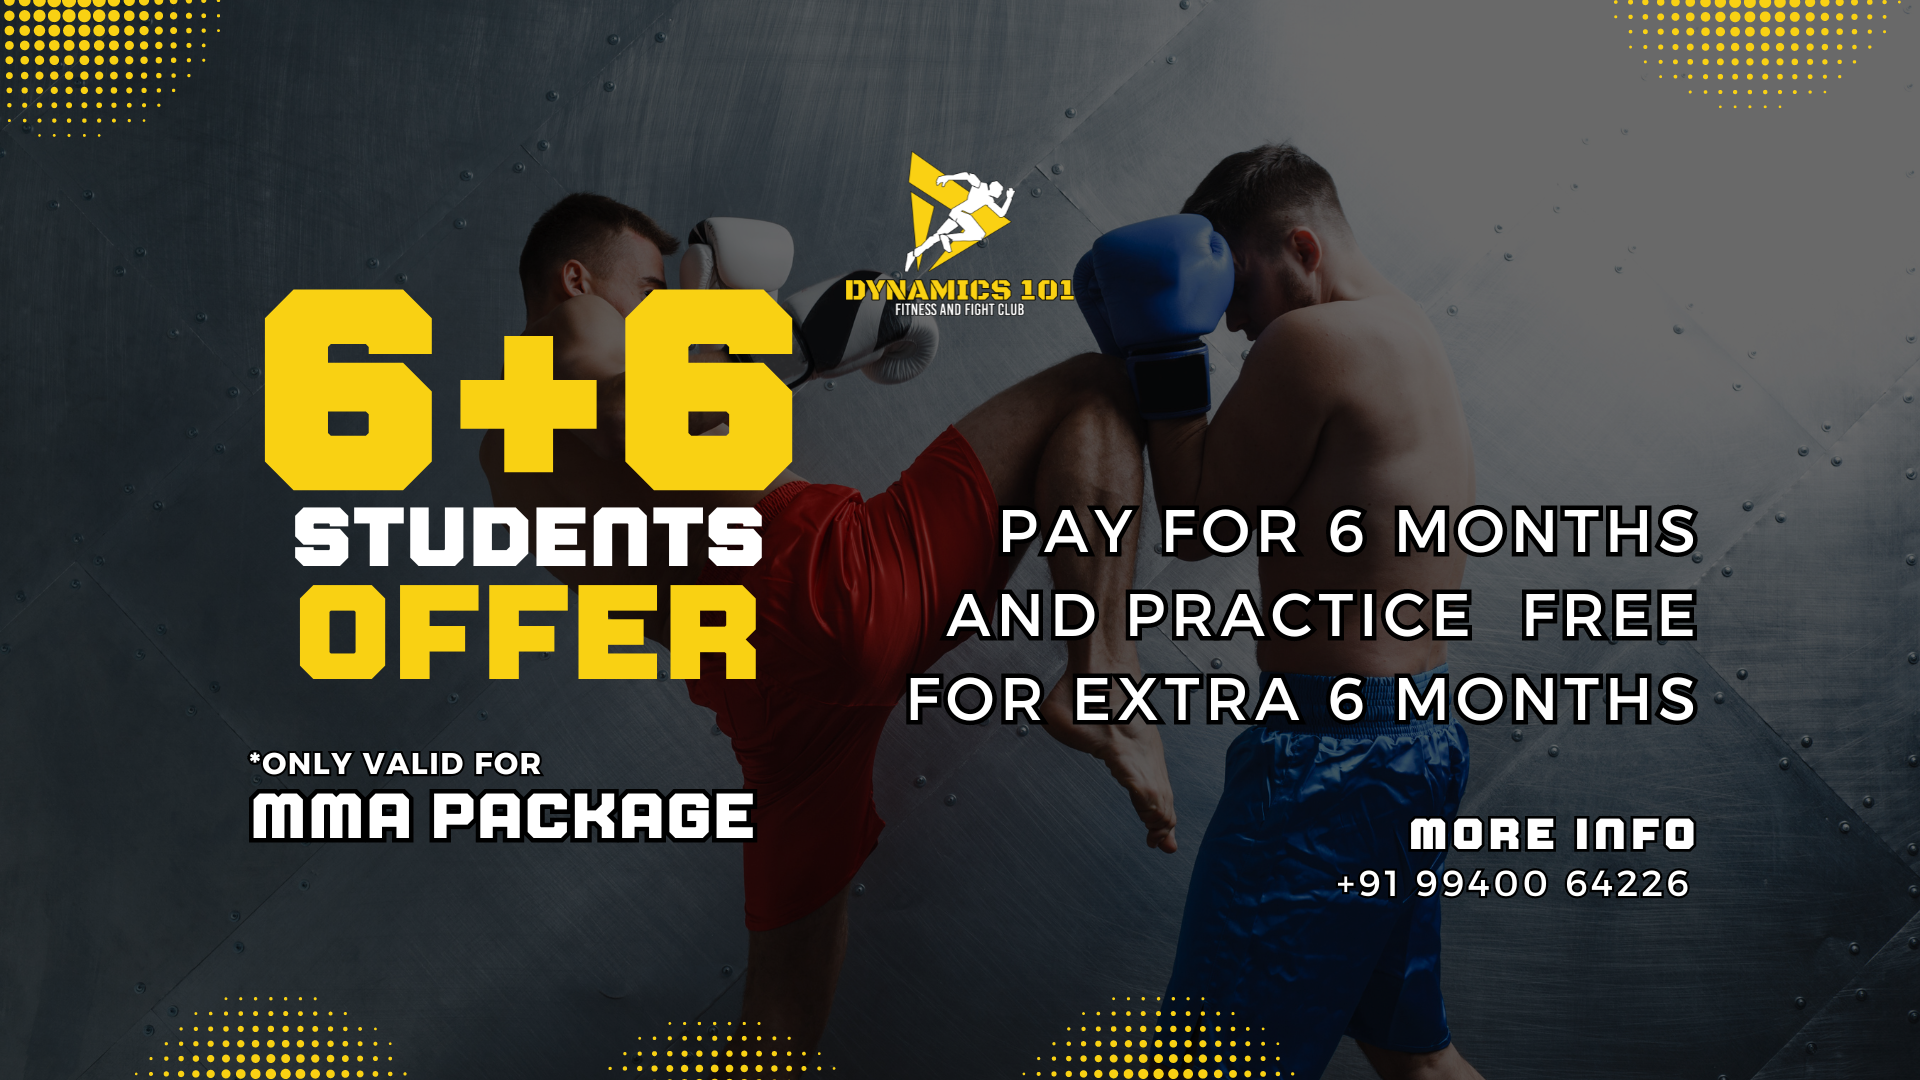 DYNAMICS 101
FITNESS AND FIGHT CLUB
6+6
STUDENTS
OFFER
*ONLY VALID FOR
MMA PACKAGE
PAY FOR 6 MONTHS
AND PRACTICE FREE
FOR EXTRA 6 MONTHS
MORE INFO
+91 99400 64226